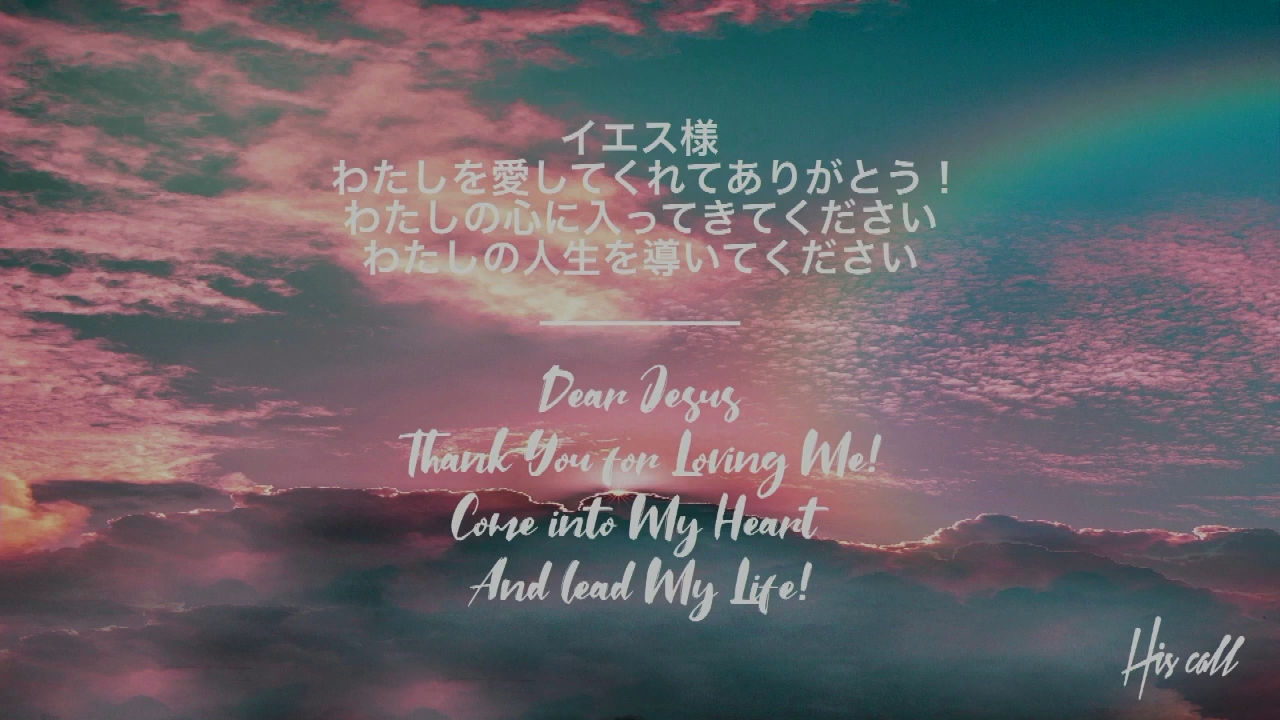 イエス様
わたしを愛してくれてありがとう！
わたしの心に入ってきてください
わたしの人生を導いてください
Dear Jesus
Thank You for Loving Me!
Come into My Heart
And lead My Life!
His call